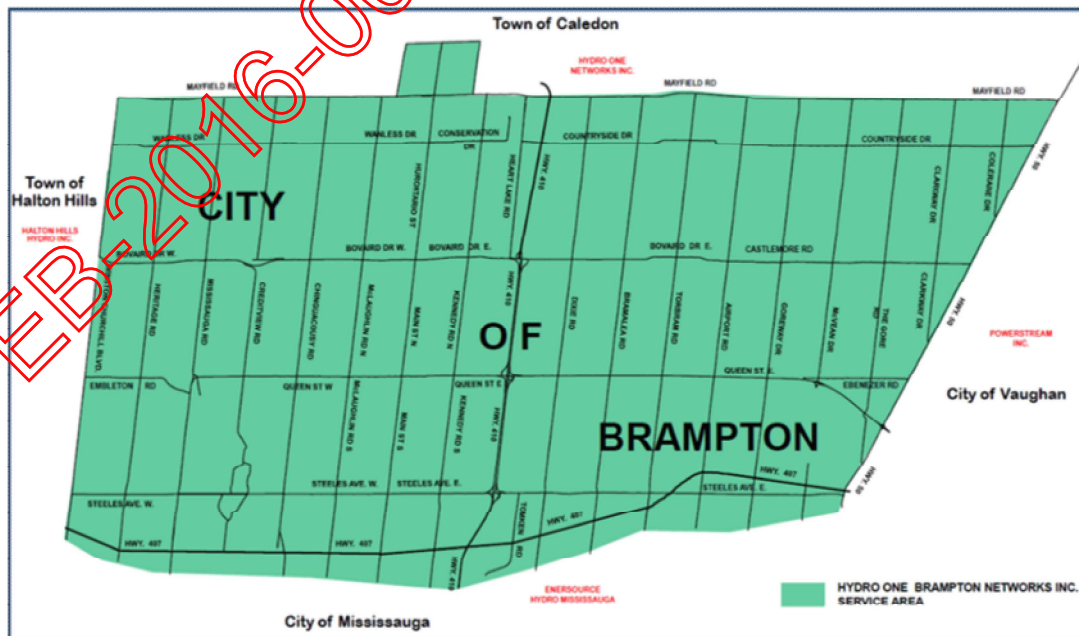 Town of Caledon
HYDRO ONE
NETWORKS INC.
MAYFIELD RD
MAYFIELD RD
MAYFIELD RD
WANLESS DR
WANLESS DR
CONSERVATION
DR.
COUNTRYSIDE DR
COUNTRYSIDE DR
HURONTARIO ST
HEART LAKE RD
HWY. 410
CLARKWAY DR
COLERAINE DR
HWY. 50
Town of
Halton Hills
HALTON HILLS
HYDRO INC.
CITY
BOVAIRD DR W.
BOVAIRD DR W.
BOVAIRD DR E.
BOVAIRD DR E.
CASTLEMORE RD
CHURCHILL BLVD.
HERITAGE RD
MISSISSAUGA RD
CREDITVIEW RD
CHINGUACOUSY RD
McLAUGHLIN RD N
MAIN ST N
KENNEDY RD N
HWY. 410
DIXIE RD
BRAMALEA RD
TORBRAM RD
AIRPORT RD
GOREWAY DR
McVEAN DR
THE GORE
RD
CLARKWAY DR
HWY. 50
OF
POWERSTREAM
INC.
EMBLETON RD
QUEEN ST W
QUEEN ST E
QUEEN ST. E.
EBENEZER RD
City of Vaughan
McLAUGHLIN RD S
MAIN ST S
KENNEDY RD S
HWY. 410
BRAMPTON
STEELES AVE. W.
STEELES AVE. W.
STEELES AVE. E.
STEELES AVE. E.
HWY. 407
HWY. 50
HWY. 407
HWY. 407
HWY. 407
TOMKEN RD
HWY. 410
ENERSOURCE
HYDRO MISSISSAUGA
City of Mississauga
HYDRO ONE BRAMPTON NETWORKS INC.
SERVICE AREA
EB-2016-0